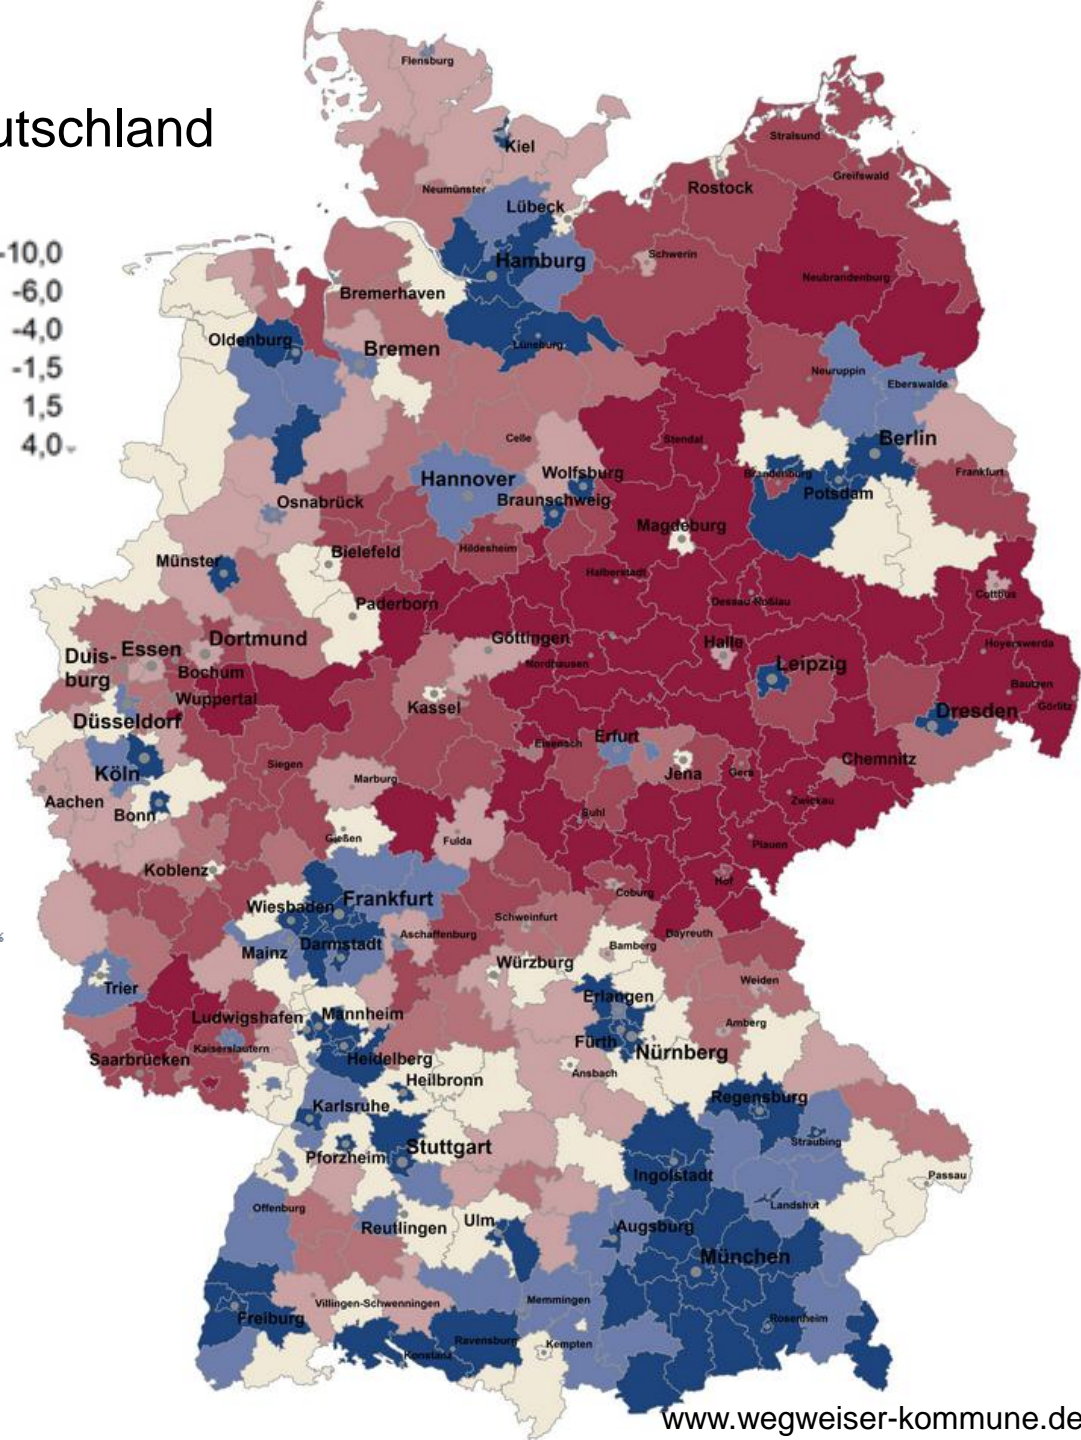 utschland
-10,0
-6,0
-4,0
-1,5
1,5
4,0
Flensburg
Kiel
Neumünster
Lübeck
Stralsund
Greifswald
Rostock
Hamburg
Schwerin
Neubrandenburg
Bremerhaven
Oldenburg
Bremen
Lüneburg
Neuruppin
Eberswalde
Celle
Stendal
Berlin
Hannover
Wolfsburg
Brandenburg
Frankfurt
Potsdam
Osnabrück
Braunschweig
Magdeburg
Hildesheim
Bielefeld
Münster
Halberstadt
Dessau-Roßlau
Cottbus
Paderborn
Essen
Dortmund
Göttingen
Halle
Hoyerswerda
Duis-
burg
Bochum
Nordhausen
Leipzig
Bautzen
Wuppertal
Kassel
Görlitz
Düsseldorf
Dresden
Erfurt
Eisenach
Chemnitz
Köln
Siegen
Marburg
Jena
Gera
Aachen
Bonn
Zwickau
Suhl
Gießen
Fulda
Plauen
Koblenz
Hof
Coburg
Wiesbaden
Frankfurt
Schweinfurt
Aschaffenburg
Bayreuth
Mainz
Darmstadt
Bamberg
Würzburg
Weiden
Trier
Erlangen
Ludwigshafen
Mannheim
Amberg
Fürth
Nürnberg
Kaiserslautern
Saarbrücken
Heidelberg
Ansbach
Heilbronn
Regensburg
Karlsruhe
Straubing
Stuttgart
Pforzheim
Ingolstadt
Passau
Offenburg
Landshut
Reutlingen
Ulm
Augsburg
München
Memmingen
Villingen-Schwenningen
Freiburg
Rosenheim
Ravensburg
Kempten
Konstanz
www.wegweiser-kommune.de